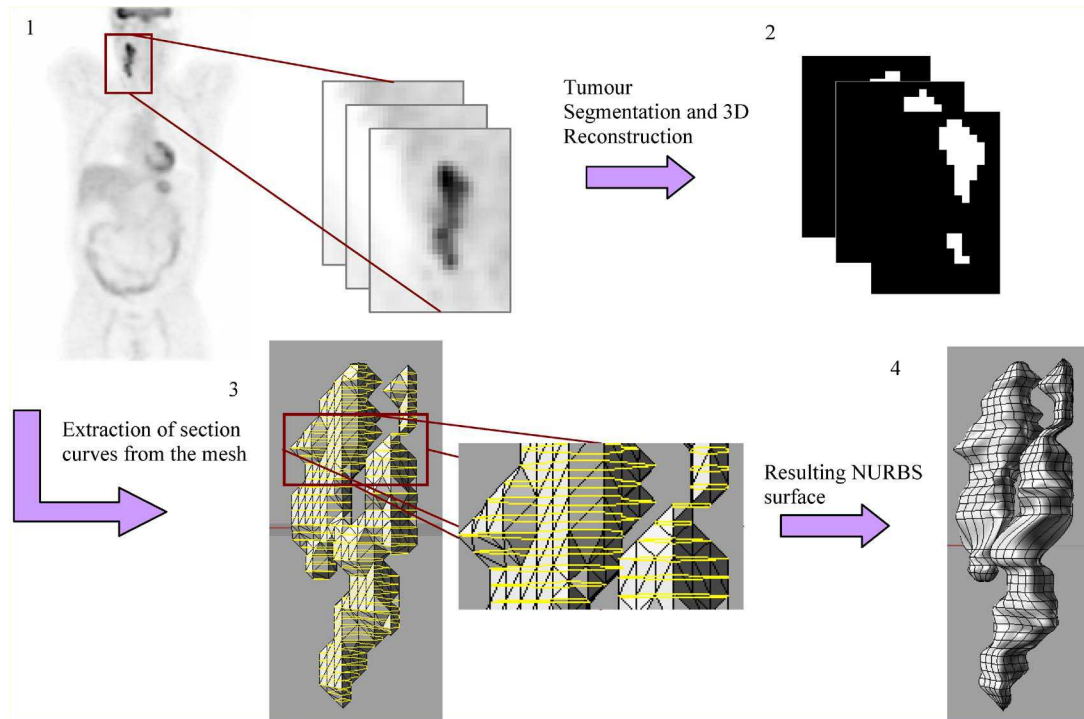 1
Tumour
Segmentation and 3D
Reconstruction
2
3
Extraction of section
curves from the mesh
Resulting NURBS
surface
4